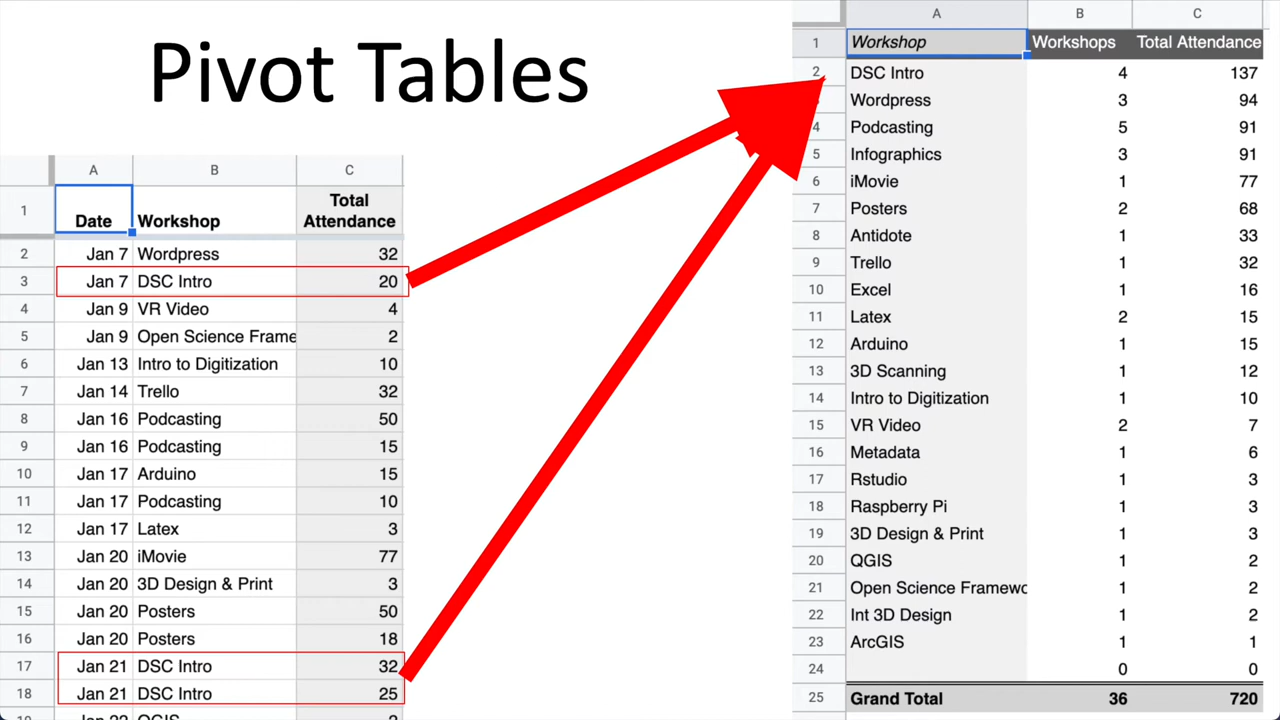 Pivot Tables
A B C
1 Date Workshop Total Attendance
2 Jan 7 Wordpress 32
3 Jan 7 DSC Intro 20
4 Jan 9 VR Video 4
5 Jan 9 Open Science Frame 2
6 Jan 13 Intro to Digitization 10
7 Jan 14 Trello 32
8 Jan 16 Podcasting 50
9 Jan 16 Podcasting 15
10 Jan 17 Arduino 15
11 Jan 17 Podcasting 10
12 Jan 17 Latex 3
13 Jan 20 iMovie 77
14 Jan 20 3D Design & Print 3
15 Jan 20 Posters 50
16 Jan 20 Posters 18
17 Jan 21 DSC Intro 32
18 Jan 21 DSC Intro 25
A B C
1 Workshop Workshops Total Attendance
2 DSC Intro 4 137
Wordpress 3 94
4 Podcasting 5 91
5 Infographics 3 91
6 iMovie 1 77
7 Posters 2 68
8 Antidote 1 33
9 Trello 1 32
10 Excel 1 16
11 Latex 2 15
12 Arduino 1 15
13 3D Scanning 1 12
14 Intro to Digitization 1 10
15 VR Video 2 7
16 Metadata 1 6
17 Rstudio 1 3
18 Raspberry Pi 1 3
19 3D Design & Print 1 3
20 QGIS 1 2
21 Open Science Framewo 1 2
22 Int 3D Design 1 2
23 ArcGIS 1 1
24 0 0
25 Grand Total 36 720